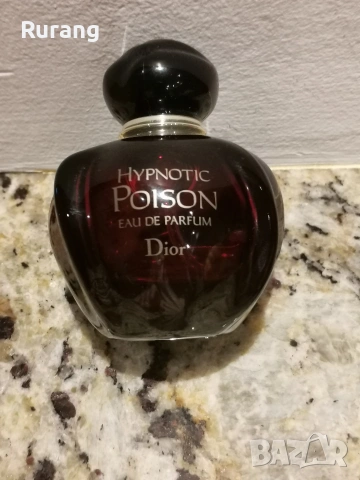 Rurang
HYPNOTIC
POISON
EAU DE PARFUM
Dior
BAZAR